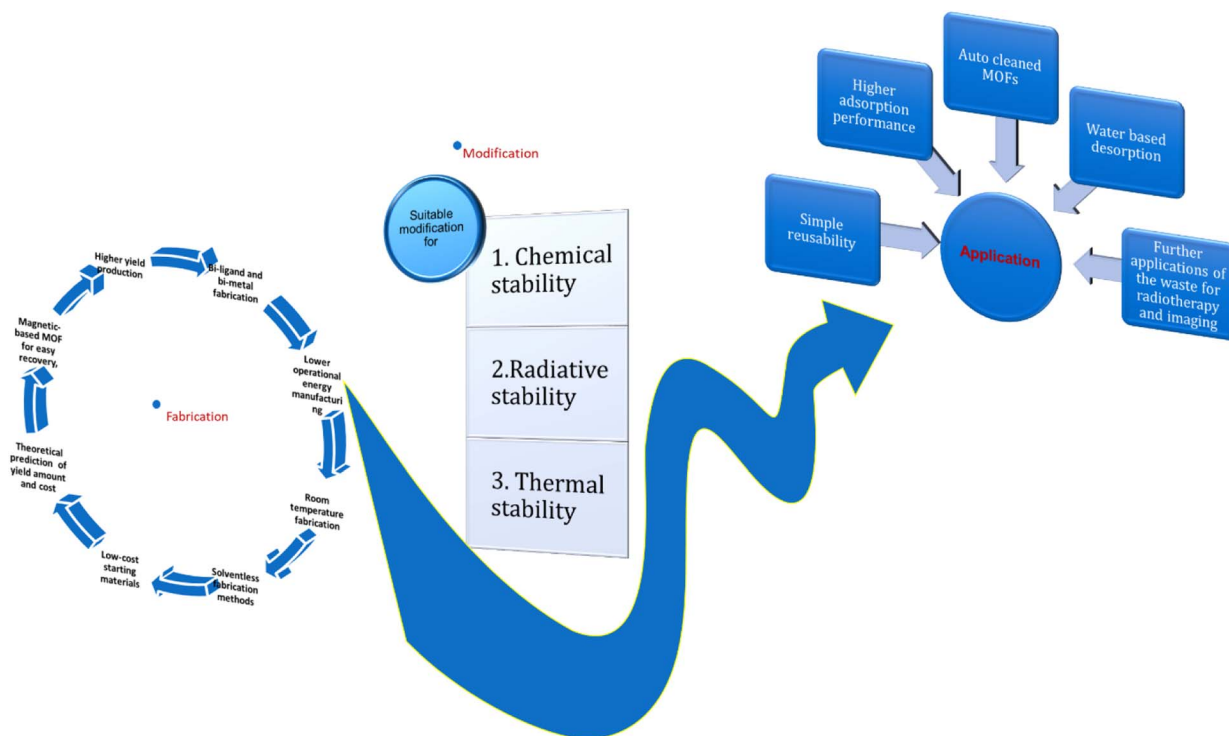 Higher yield
production
Bi-ligand and
bi-metal
fabrication
Lower
operational
energy
manufacturi
ng
Room
temperature
fabrication
Solventless
fabrication
methods
Low-cost
starting
materials
Theoretical
prediction of
yield amount
and cost
Magnetic-
based MOF
for easy
recovery,
Fabrication
Modification
Suitable
modification
for
1. Chemical
stability
2.Radiative
stability
3. Thermal
stability
Simple
reusability
Higher
adsorption
performance
Auto cleaned
MOFs
Water based
desorption
Further
applications of
the waste for
radiotherapy
and imaging
Application